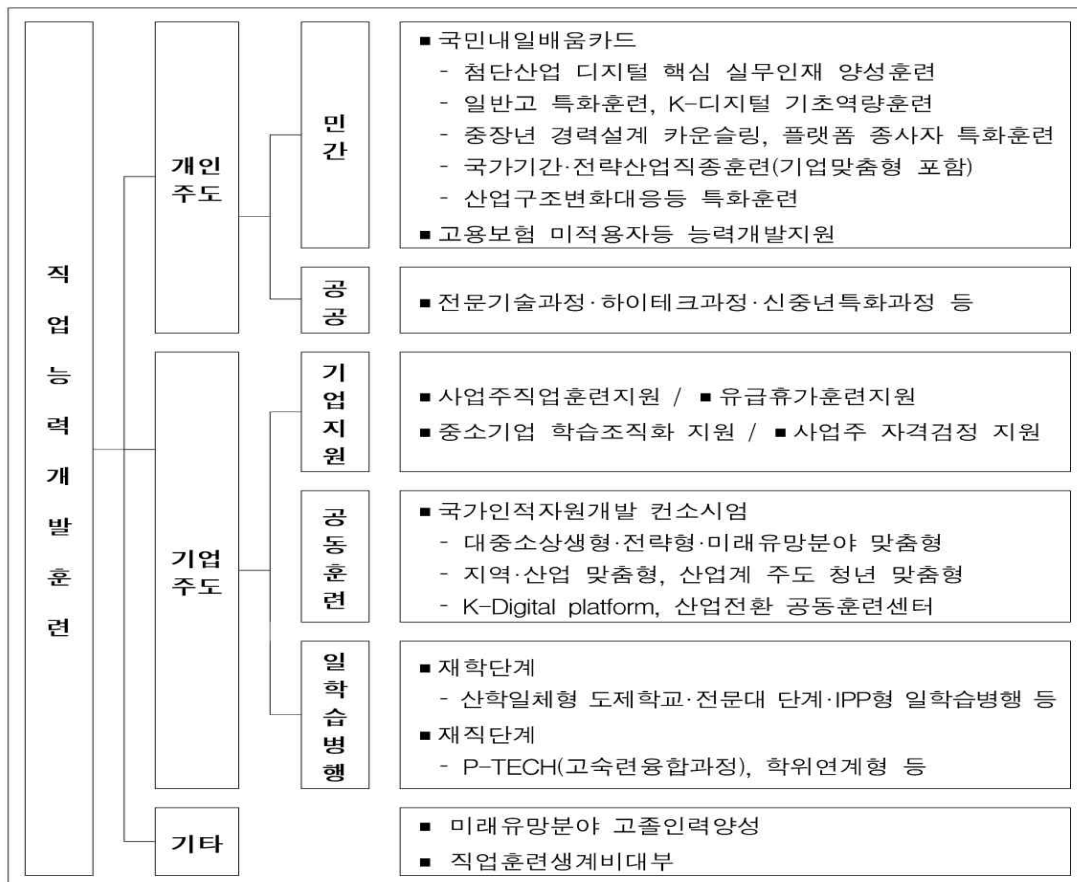 직업능력개발훈련
개인
주도
민간
■ 국민내일배움카드
- 첨단산업 디지털 핵심 실무인재 양성훈련
- 일반고 특화훈련, K-디지털 기초역량훈련
- 중장년 경력설계 카운슬링, 플랫폼 종사자 특화훈련
- 국가기간·전략산업직종훈련(기업맞춤형 포함)
- 산업구조변화대응등 특화훈련
■ 고용보험 미적용자등 능력개발지원
공공
■ 전문기술과정·하이테크과정·신중년특화과정 등
기업
주도
기업지원
■ 사업주직업훈련지원 / ■ 유급휴가훈련지원
■ 중소기업 학습조직화 지원 / ■ 사업주 자격검정 지원
공동훈련
■ 국가인적자원개발 컨소시엄
- 대중소상생형·전략형·미래유망분야 맞춤형
- 지역·산업 맞춤형, 산업계 주도 청년 맞춤형
- K-Digital platform, 산업전환 공동훈련센터
일학습병행
■ 재학단계
- 산학일체형 도제학교·전문대 단계·IPP형 일학습병행 등
■ 재직단계
- P-TECH(고숙련융합과정), 학위연계형 등
기타
■ 미래유망분야 고졸인력양성
■ 직업훈련생계비대부